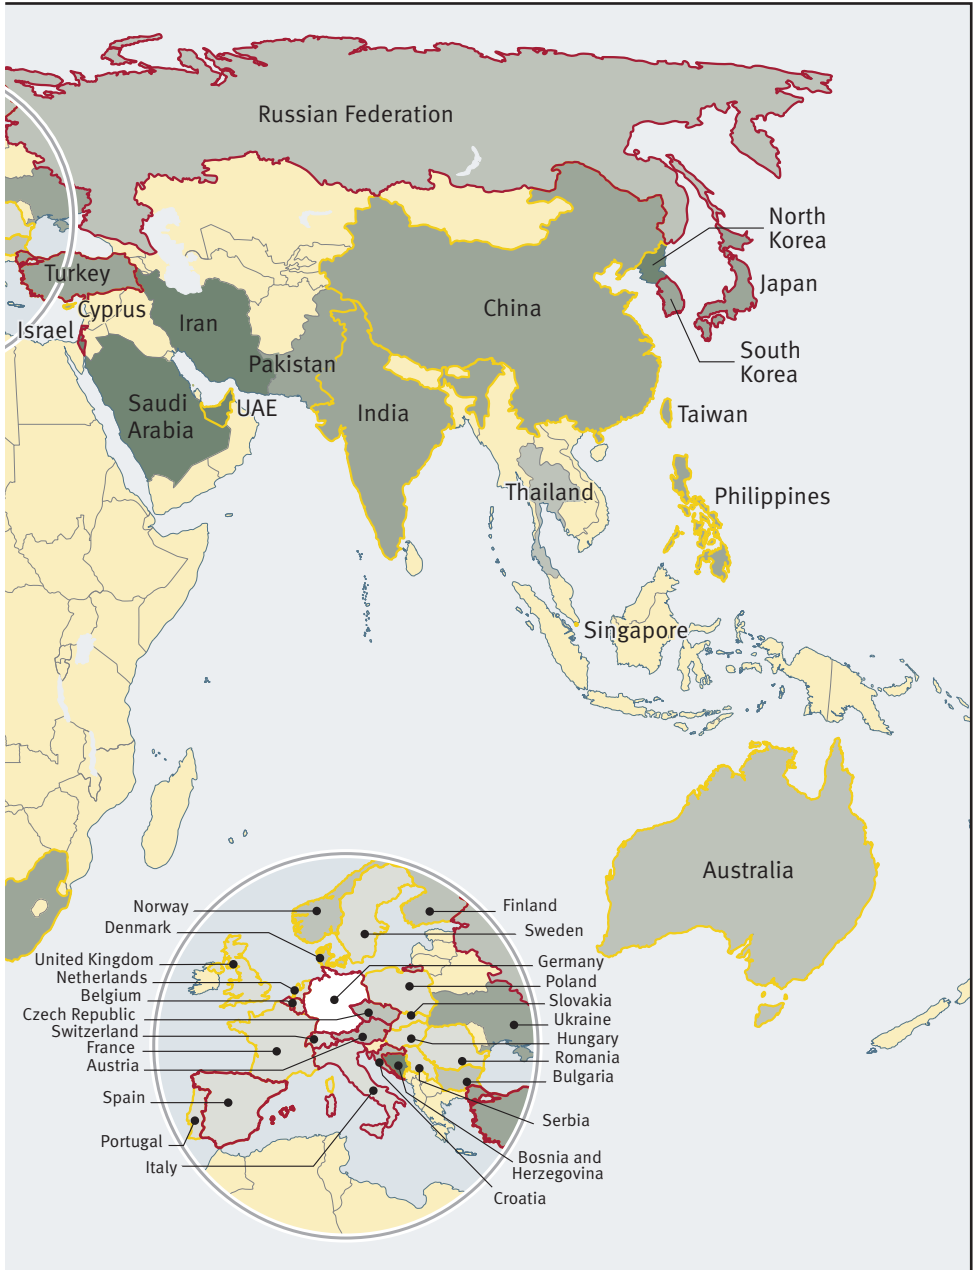 Russian Federation
North
Korea
Turkey
Japan
Cyprus
China
Israel
Iran
South
Korea
Pakistan
Saudi
Arabia
UAE
India
Taiwan
Thailand
Philippines
Singapore
Australia
Norway
Finland
Denmark
Sweden
United Kingdom
Germany
Netherlands
Poland
Belgium
Slovakia
Czech Republic
Ukraine
Switzerland
Hungary
France
Romania
Austria
Bulgaria
Spain
Serbia
Portugal
Italy
Bosnia and
Herzegovina
Croatia